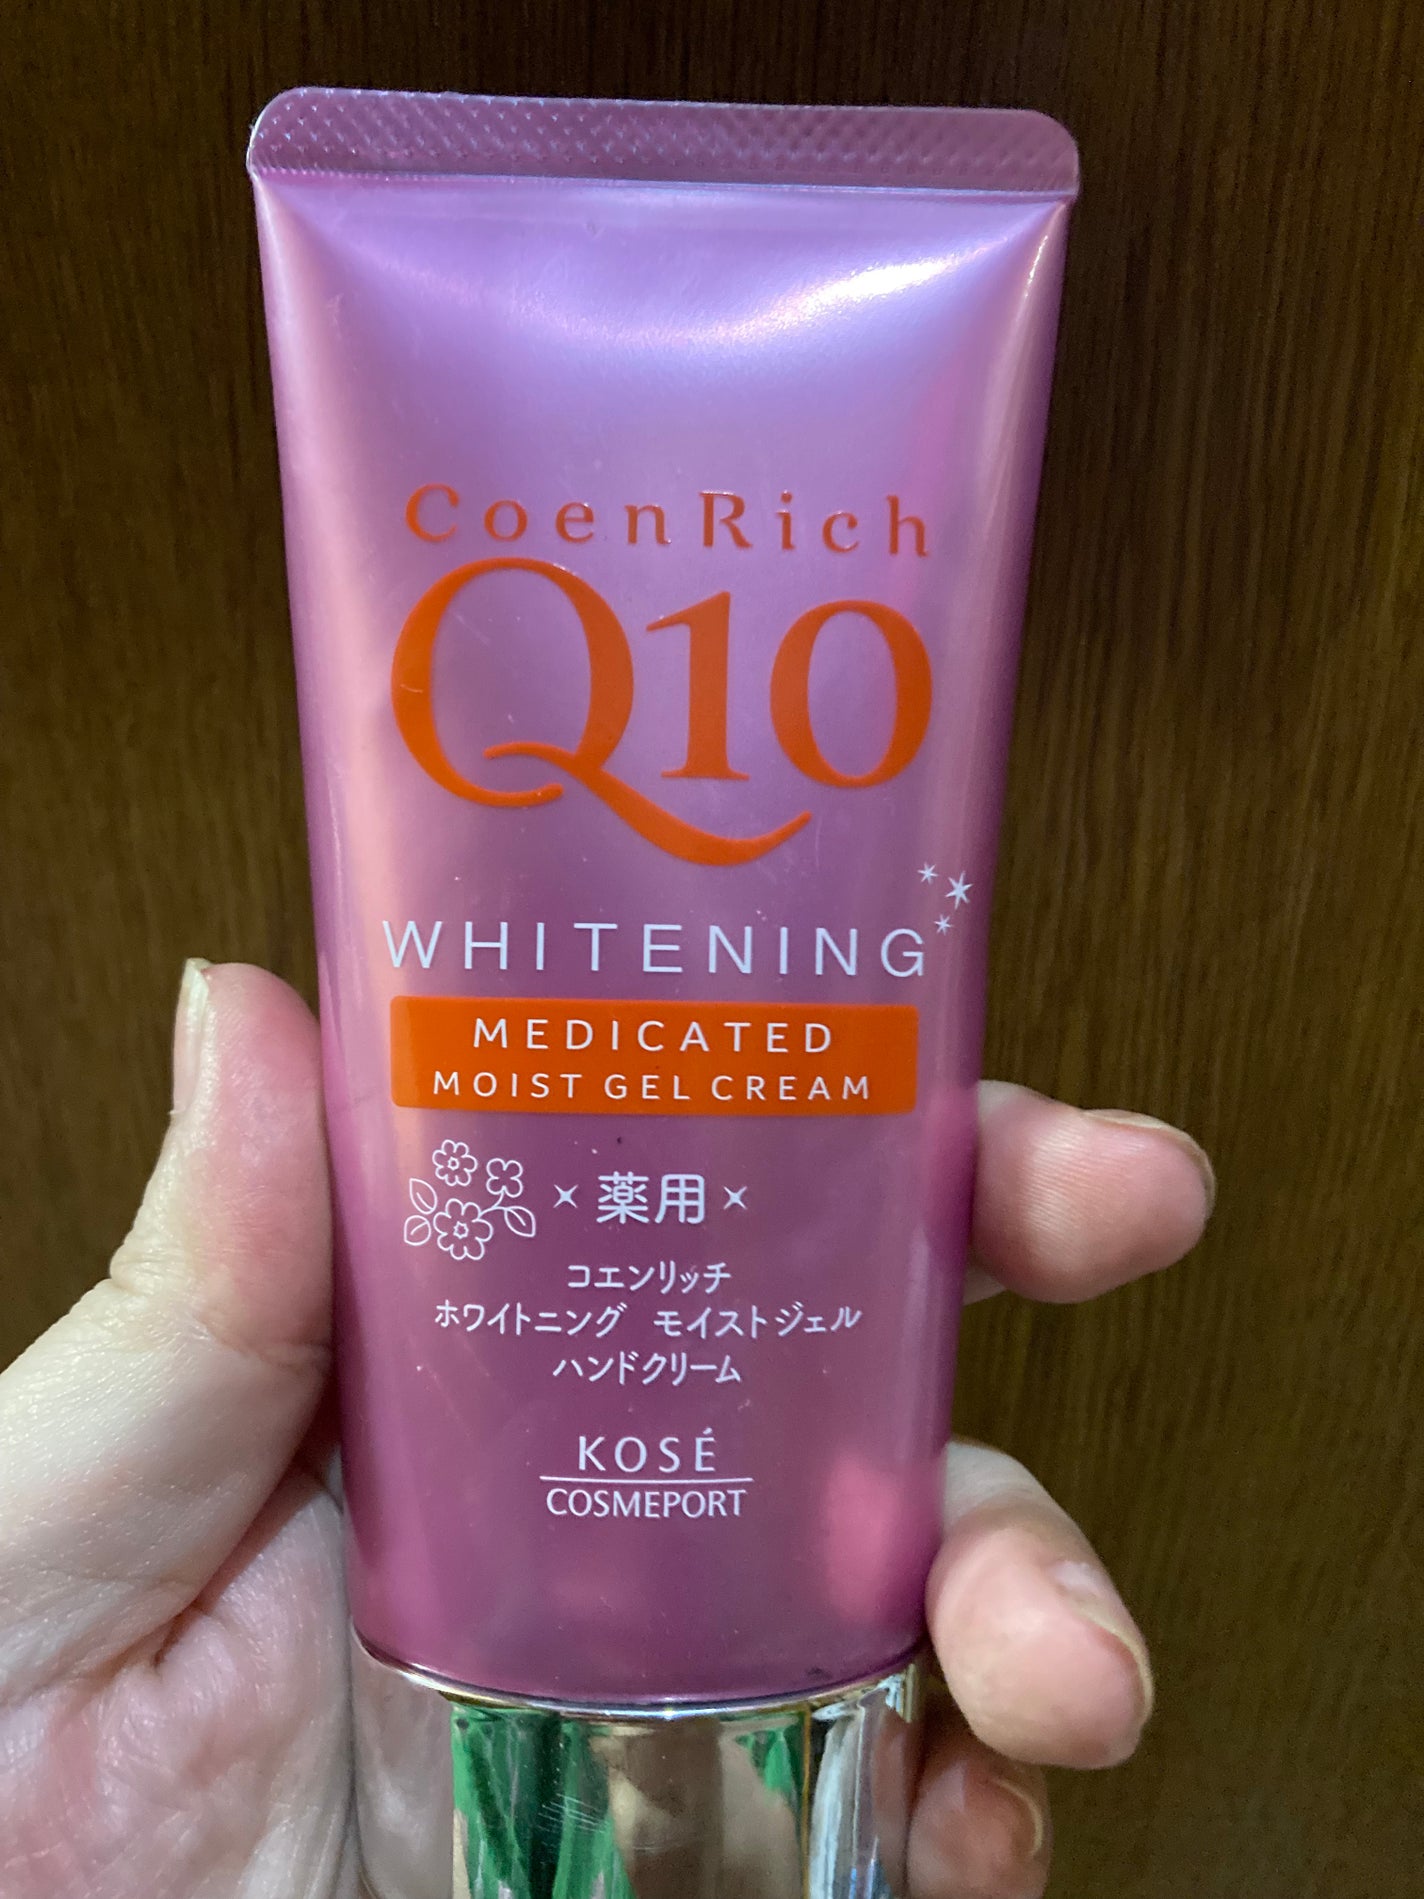 CoenRich
Q10
WHITENING
MEDICATED
MOIST GEL CREAM
薬用
コエンリッチ
ホワイトニング モイストジェル
ハンドクリーム
KOSÉ
COSMEPORT